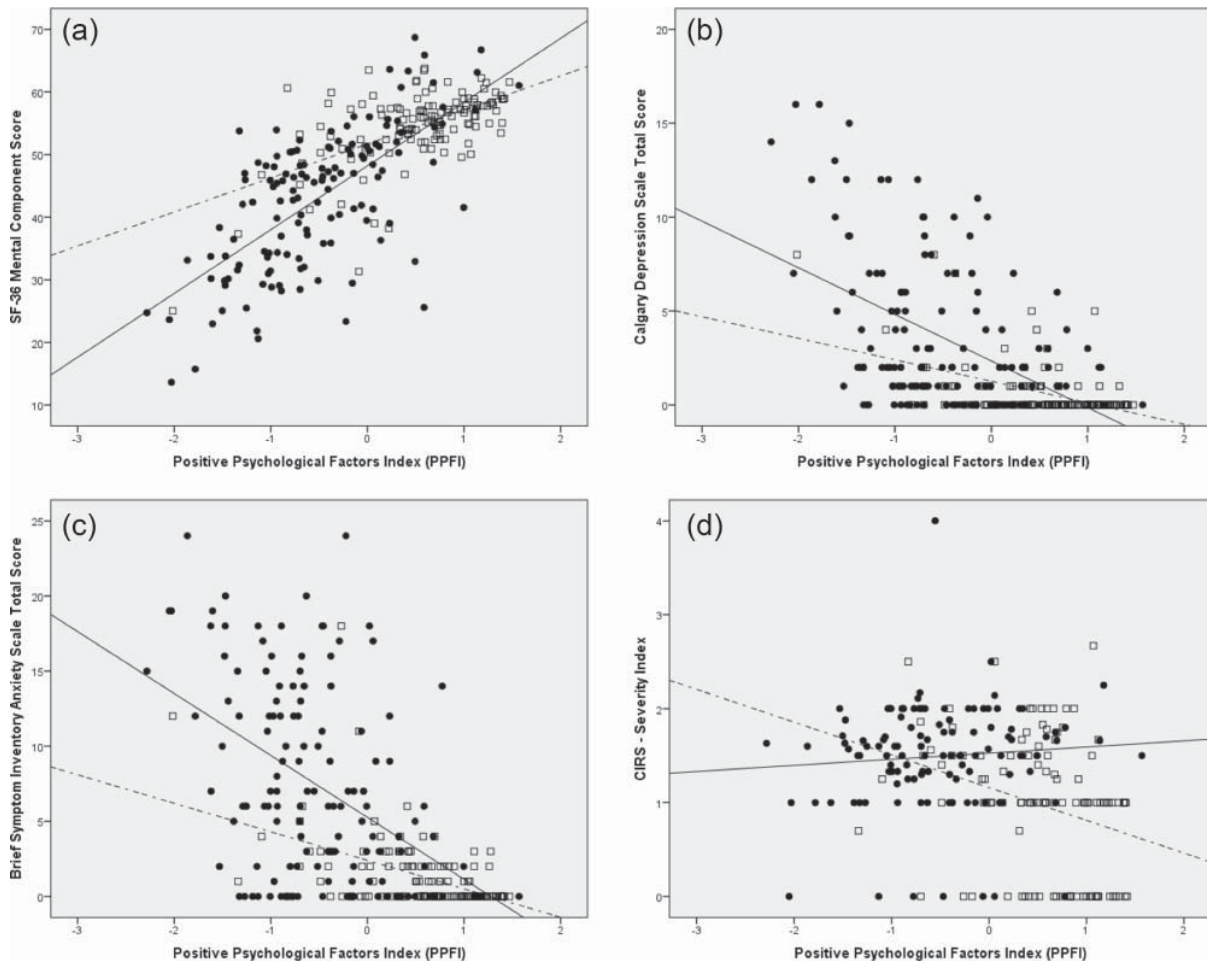 (a)
SF-36 Mental Component Score
70
60
50
40
30
20
10
-3 -2 -1 0 1 2
Positive Psychological Factors Index (PPFI)
(b)
Calgary Depression Scale Total Score
20
15
10
5
0
-3 -2 -1 0 1 2
Positive Psychological Factors Index (PPFI)
(c)
Brief Symptom Inventory Anxiety Scale Total Score
25
20
15
10
5
0
-3 -2 -1 0 1 2
Positive Psychological Factors Index (PPFI)
(d)
CIRS - Severity Index
4
3
2
1
0
-3 -2 -1 0 1 2
Positive Psychological Factors Index (PPFI)